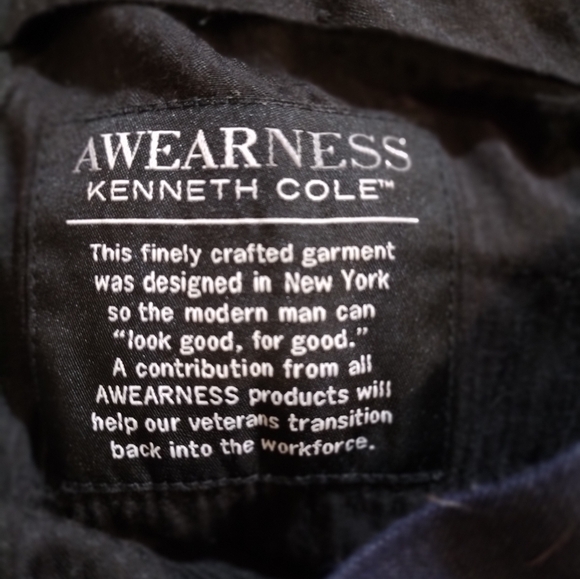 AWEARNESS
KENNETH COLE™
This finely crafted garment
was designed in New York
so the modern man can
“look good, for good.”
A contribution from all
AWEARNESS products will
help our veterans transition
back into the workforce.